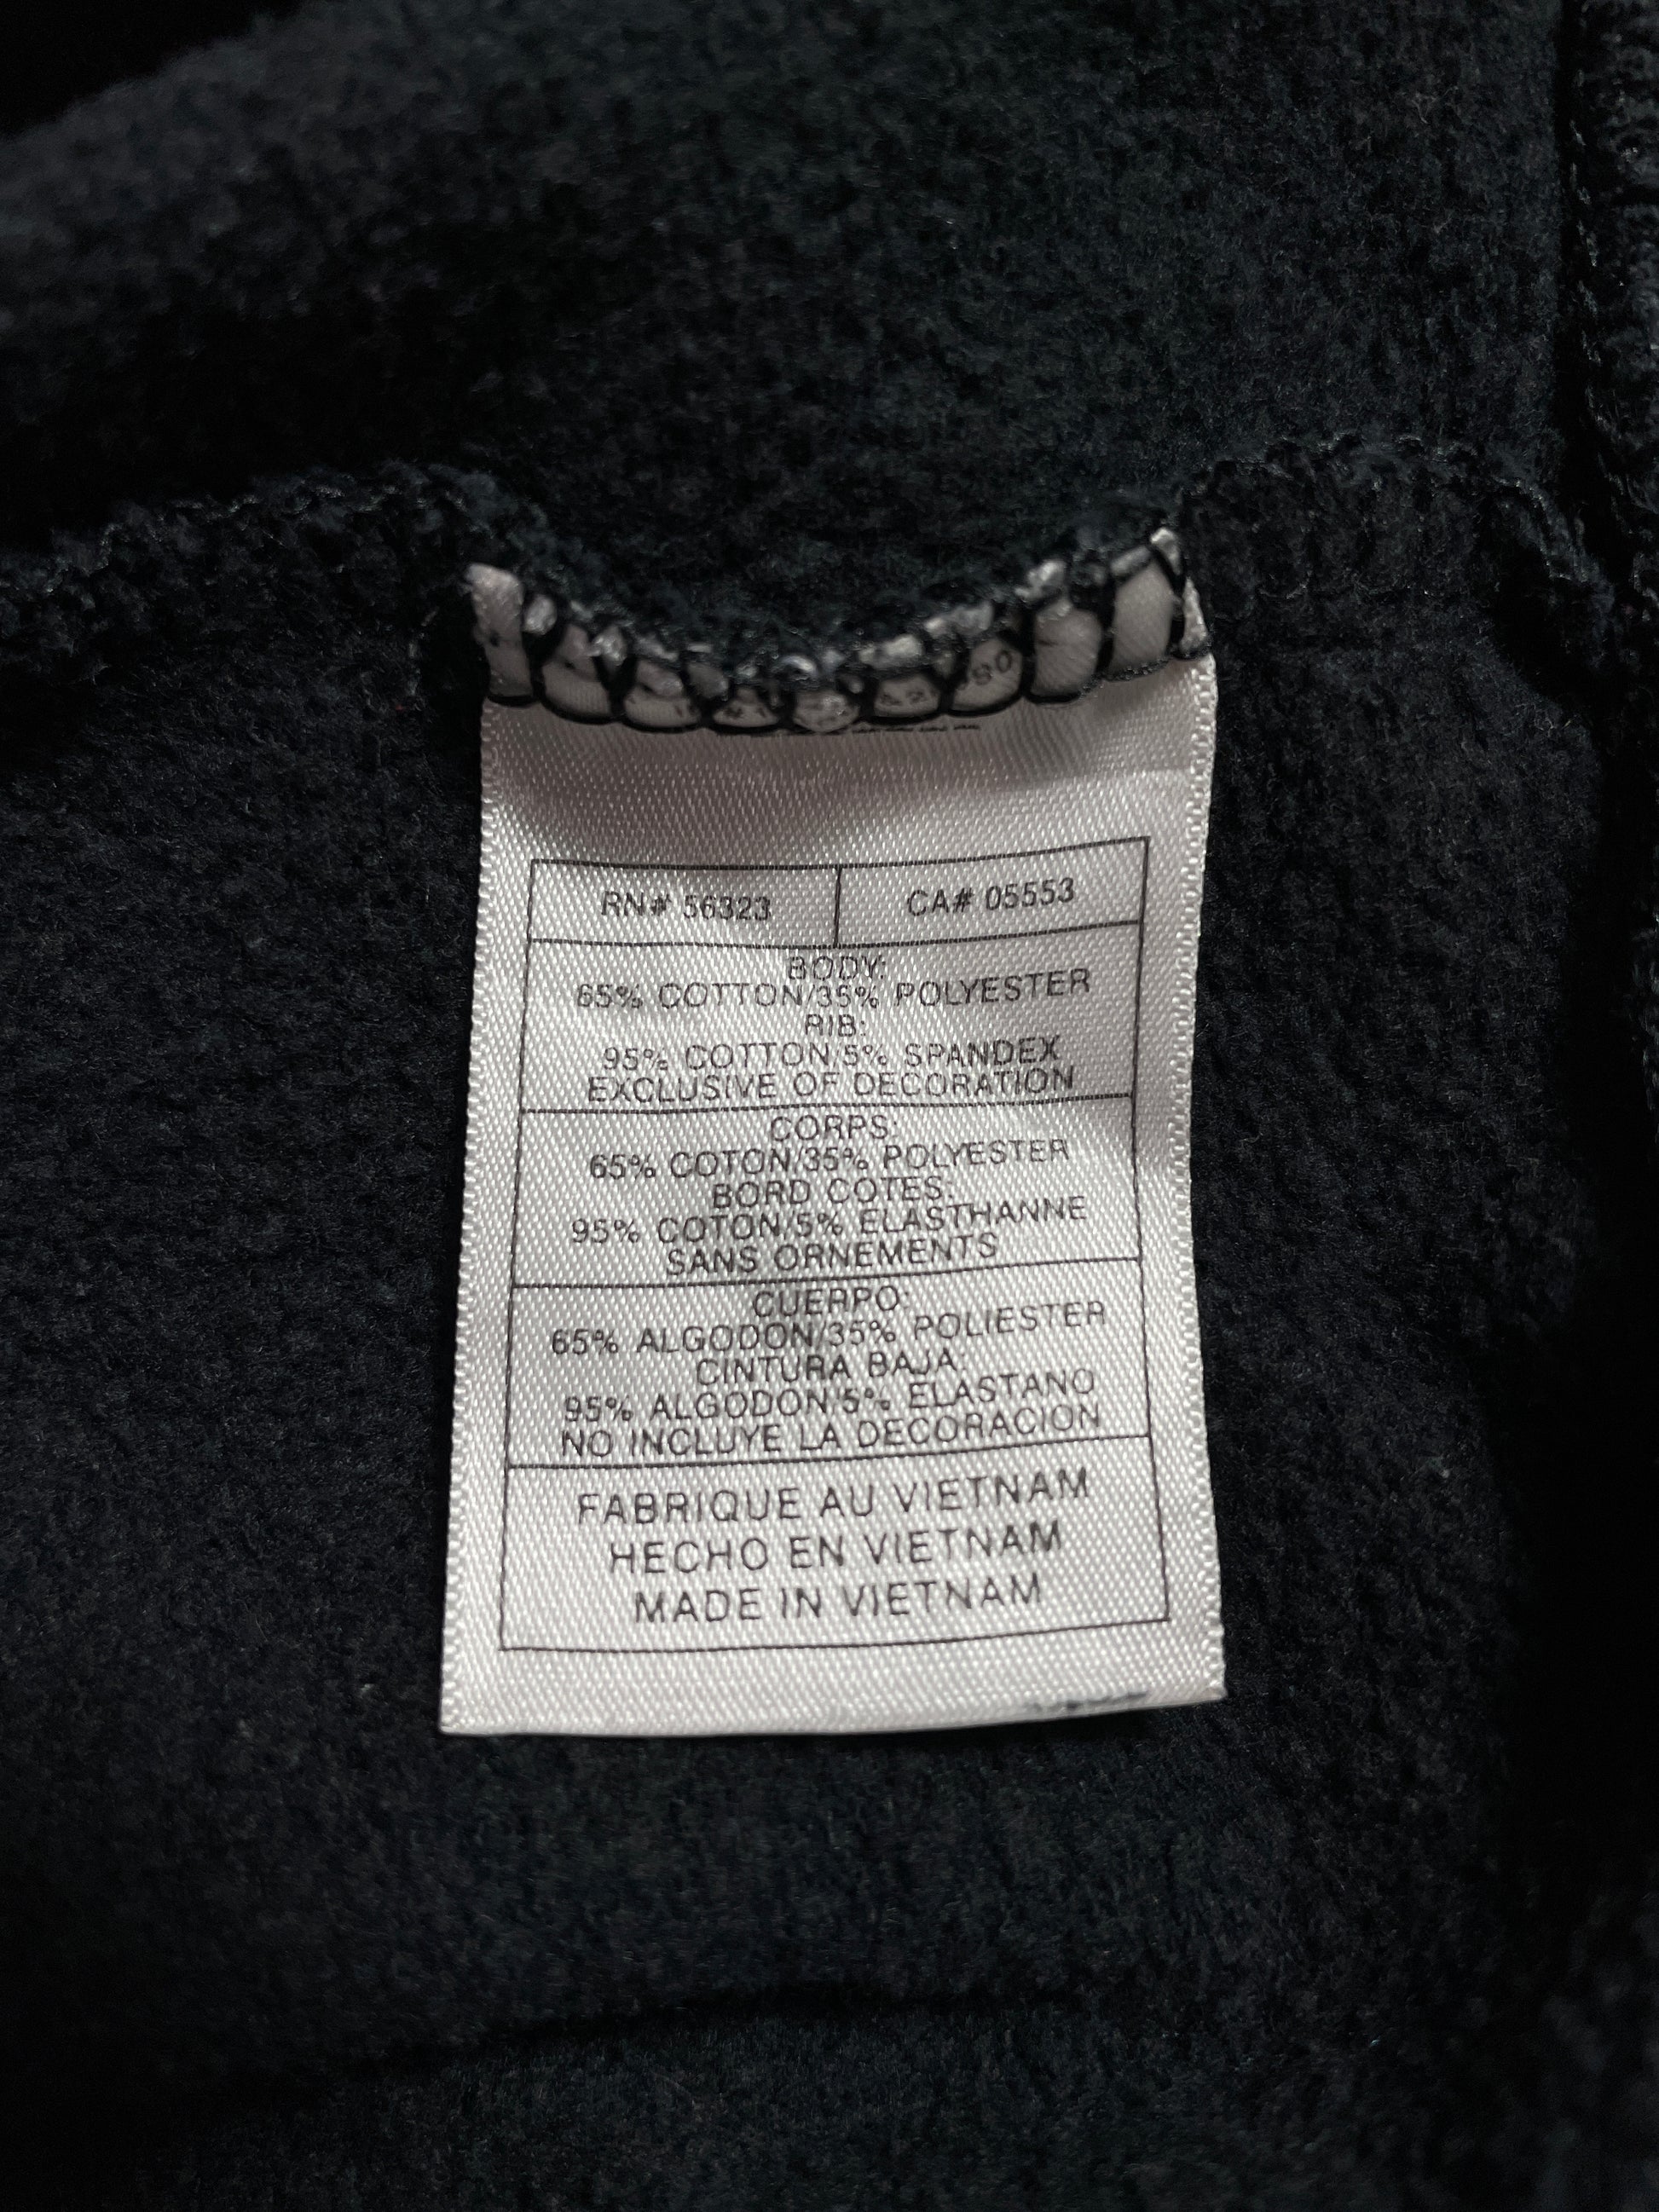 RN# 56323 CA# 05553
BODY:
65% COTTON/35% POLYESTER
RIB:
95% COTTON/5% SPANDEX
EXCLUSIVE OF DECORATION
CORPS:
65% COTON/35% POLYESTER
BORD COTES:
95% COTON/5% ELASTHANNE
SANS ORNEMENTS
CUERPO:
65% ALGODON/35% POLIESTER
CINTURA BAJA
95% ALGODON/5% ELASTANO
NO INCLUYE LA DECORACION
FABRIQUE AU VIETNAM
HECHO EN VIETNAM
MADE IN VIETNAM